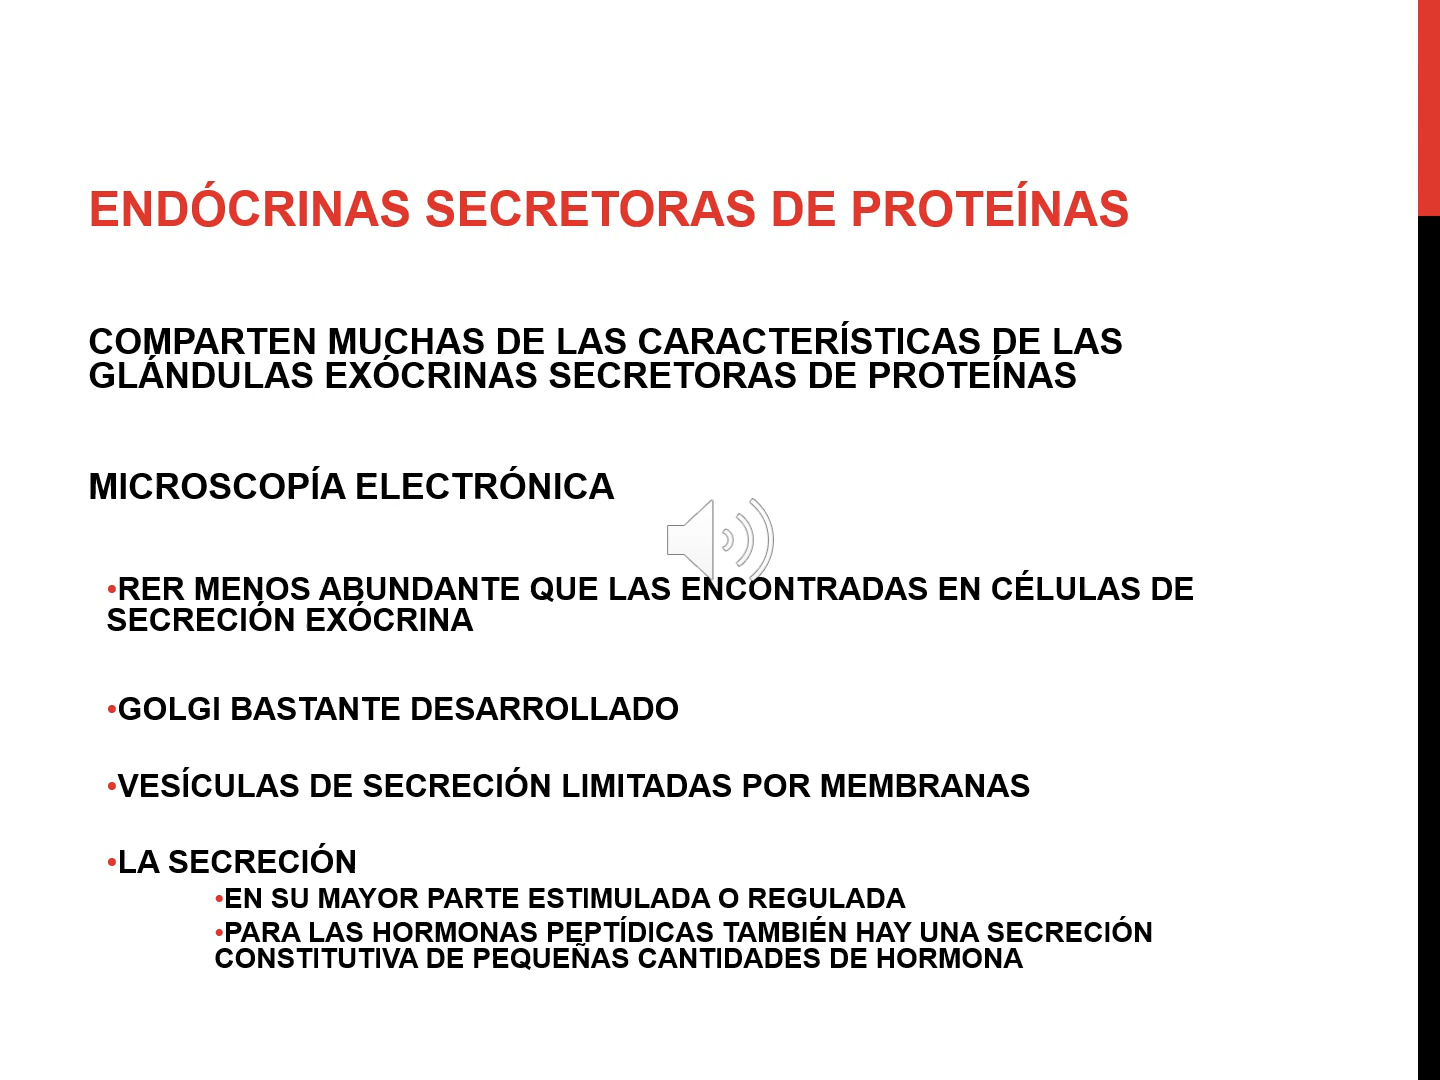 ENDÓCRINAS SECRETORAS DE PROTEÍNAS
COMPARTEN MUCHAS DE LAS CARACTERÍSTICAS DE LAS
GLÁNDULAS EXÓCRINAS SECRETORAS DE PROTEÍNAS
MICROSCOPÍA ELECTRÓNICA
•RER MENOS ABUNDANTE QUE LAS ENCONTRADAS EN CÉLULAS DE
SECRECIÓN EXÓCRINA
•GOLGI BASTANTE DESARROLLADO
•VESÍCULAS DE SECRECIÓN LIMITADAS POR MEMBRANAS
•LA SECRECIÓN
•EN SU MAYOR PARTE ESTIMULADA O REGULADA
•PARA LAS HORMONAS PEPTÍDICAS TAMBIÉN HAY UNA SECRECIÓN
CONSTITUTIVA DE PEQUEÑAS CANTIDADES DE HORMONA